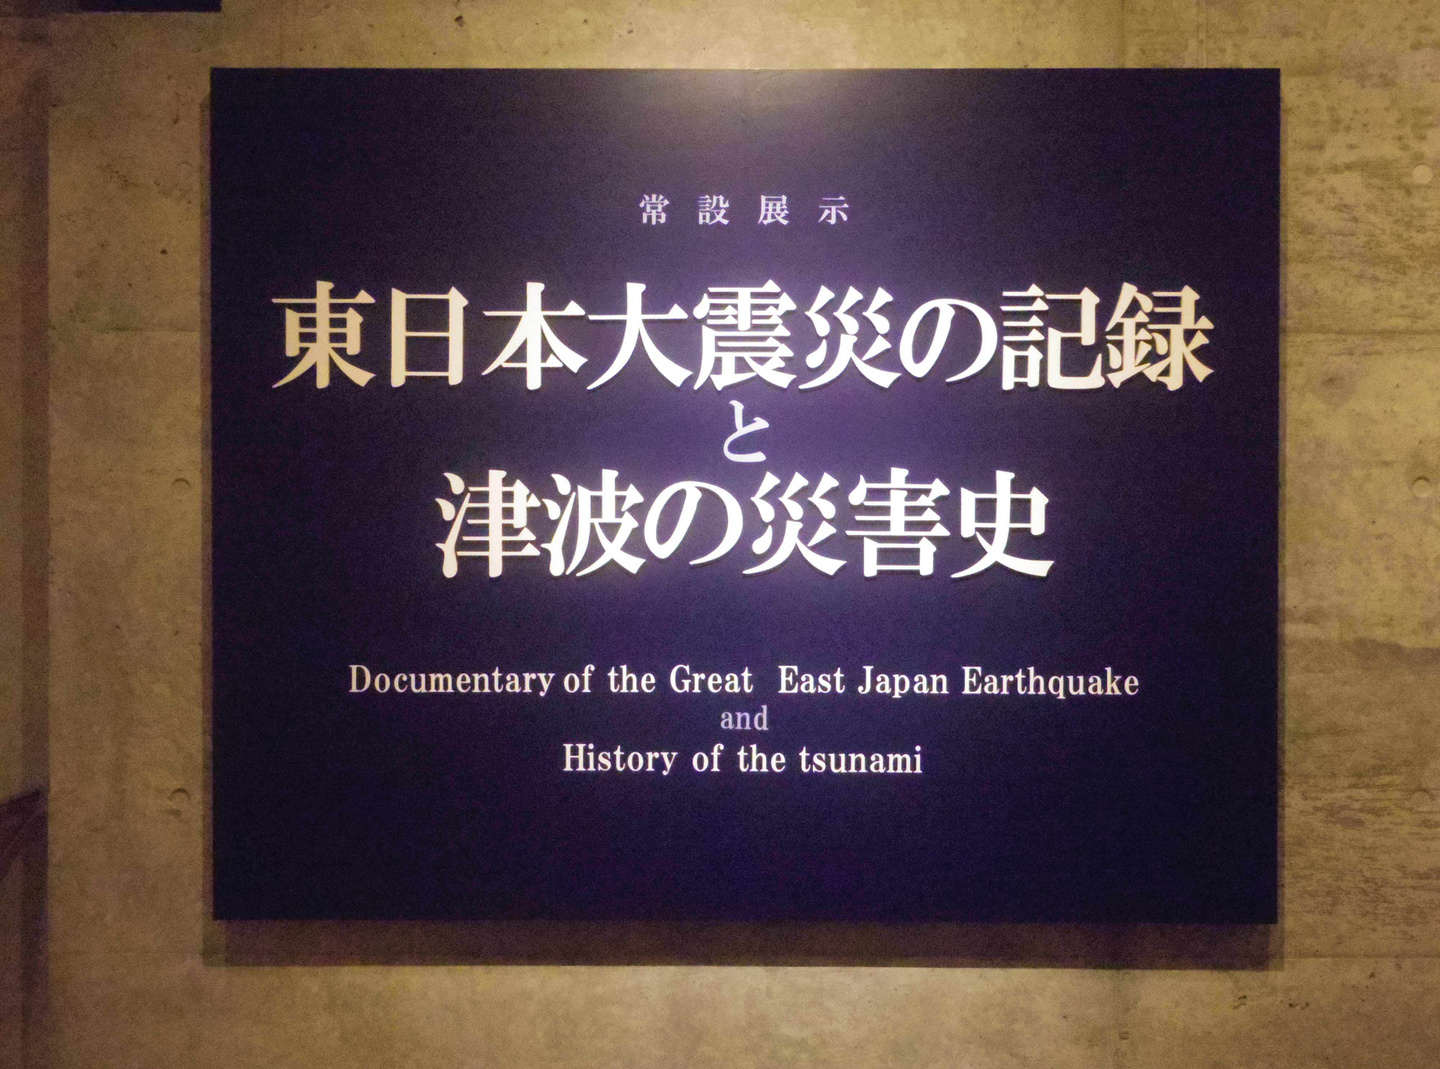 常設展示
東日本大震災の記録
と
津波の災害史
Documentary of the Great East Japan Earthquake
and
History of the tsunami